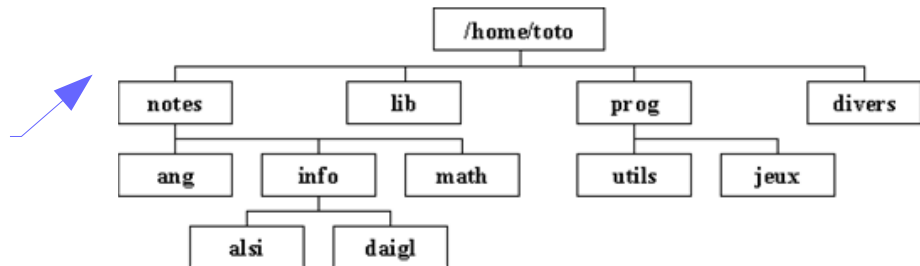 /home/toto
notes lib prog divers
ang info math utils jeux
alsi daigl